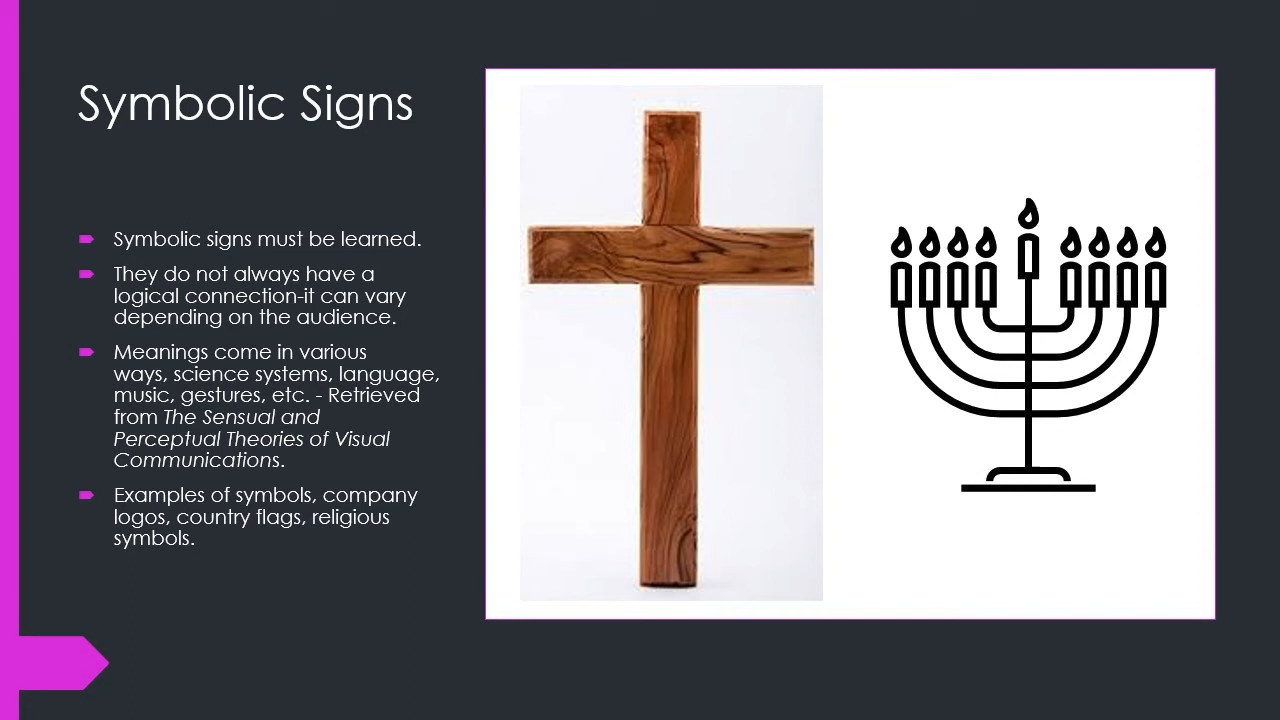 Symbolic Signs
Symbolic signs must be learned.
They do not always have a
logical connection-it can vary
depending on the audience.
Meanings come in various
ways, science systems, language,
music, gestures, etc. - Retrieved
from The Sensual and
Perceptual Theories of Visual
Communications.
Examples of symbols, company
logos, country flags, religious
symbols.